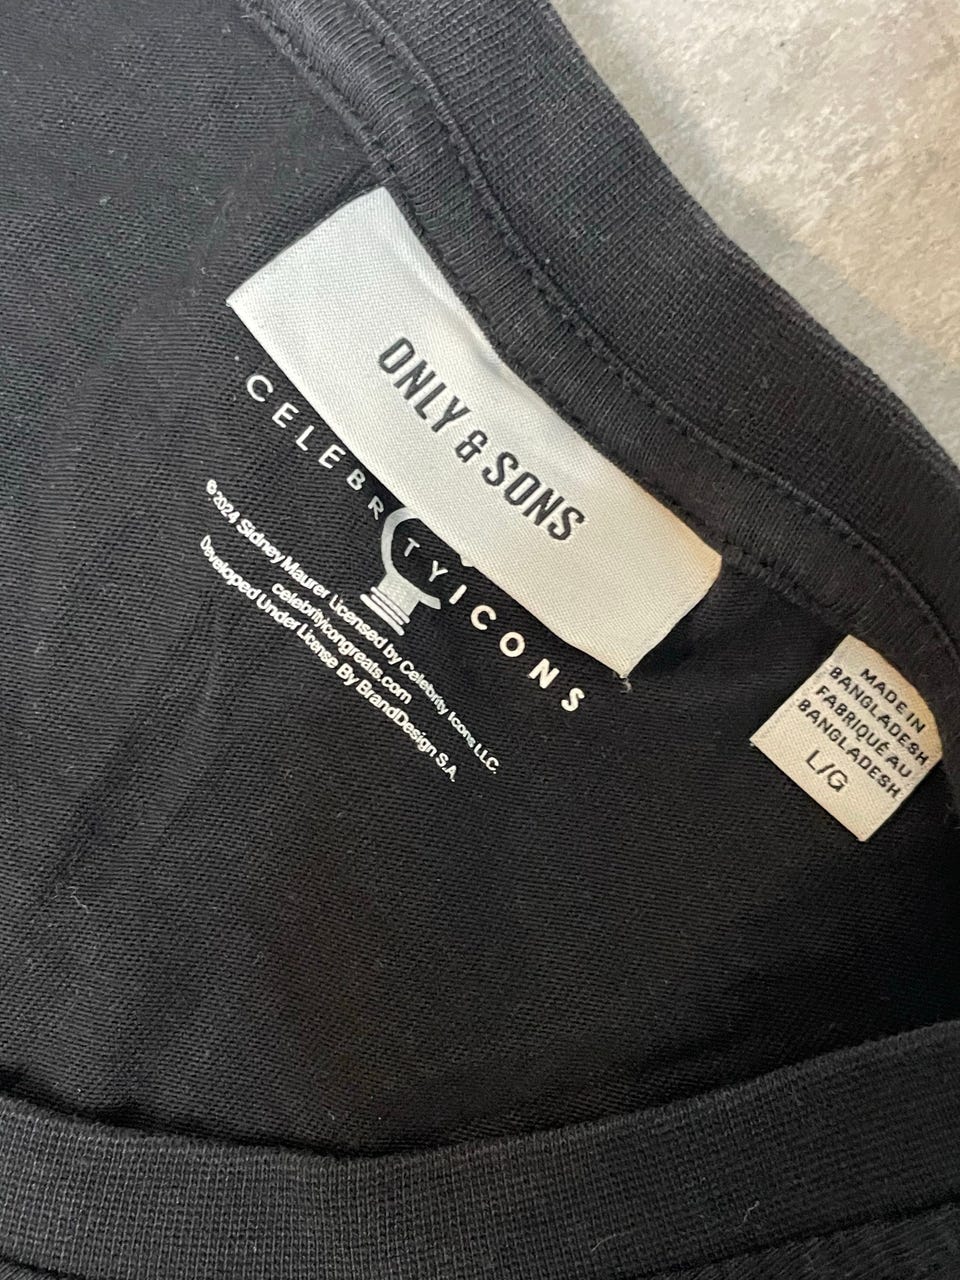 ONLY & SONS
CELEBRITY ICONS
© 2024 Sidney Maurer Licensed by Celebrity Icons LLC.
celebrityicongreats.com
Developed Under License By BrandDesign S.A.
MADE IN
BANGLADESH
FABRIQUÉ AU
BANGLADESH
L/G